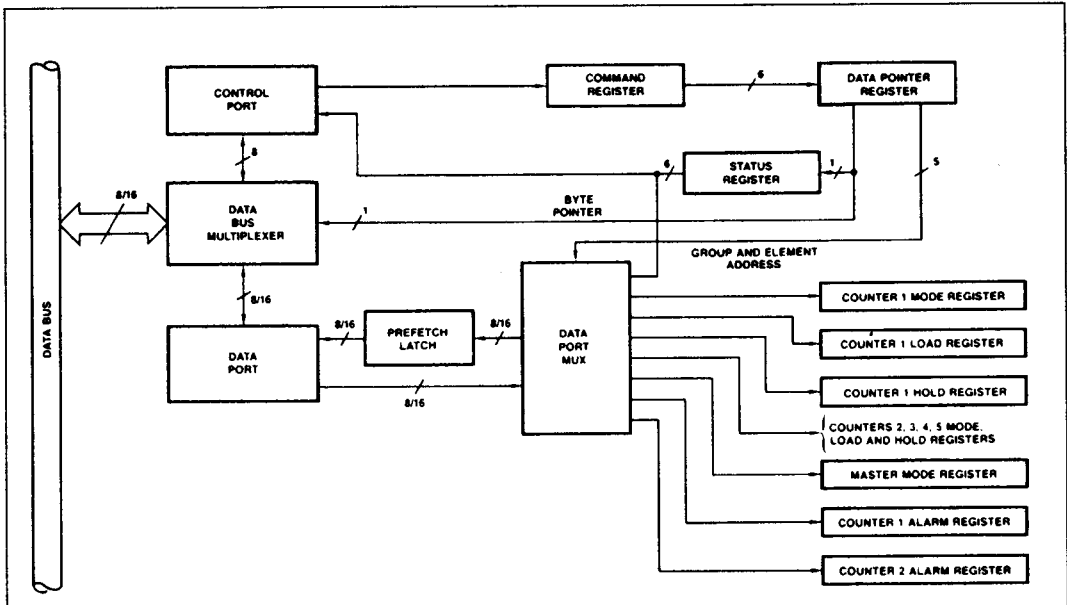 CONTROL
PORT
COMMAND
REGISTER
6
DATA POINTER
REGISTER
8
6
STATUS
REGISTER
1
5
8/16
DATA
BUS
MULTIPLEXER
1
BYTE
POINTER
GROUP AND ELEMENT
ADDRESS
8/16
DATA BUS
DATA
PORT
8/16
PREFETCH
LATCH
8/16
8/16
DATA
PORT
MUX
COUNTER 1 MODE REGISTER
COUNTER 1 LOAD REGISTER
COUNTER 1 HOLD REGISTER
COUNTERS 2, 3, 4, 5 MODE,
LOAD AND HOLD REGISTERS
MASTER MODE REGISTER
COUNTER 1 ALARM REGISTER
COUNTER 2 ALARM REGISTER